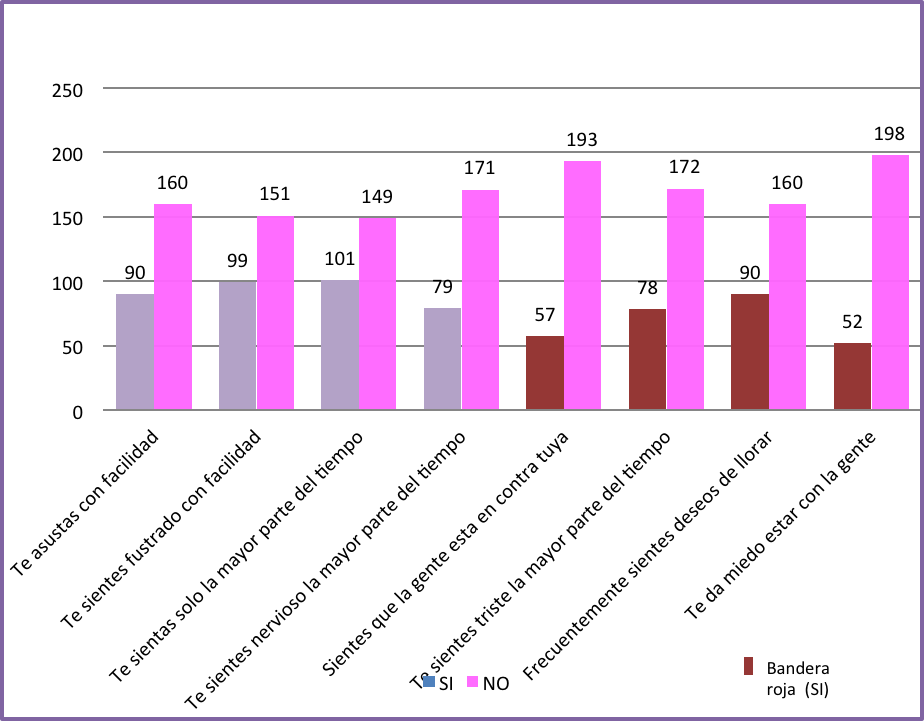 250
200
150
100
50
0
90
160
99
151
101
149
79
171
57
193
78
172
90
160
52
198
Te asustas con facilidad
Te sientes fustrado con facilidad
Te sientas solo la mayor parte del tiempo
Te sientes nervioso la mayor parte del tiempo
Sientes que la gente esta en contra tuya
Te sientes triste la mayor parte del tiempo
Frecuentemente sientes deseos de llorar
Te da miedo estar con la gente
SI NO
Bandera
roja (SI)